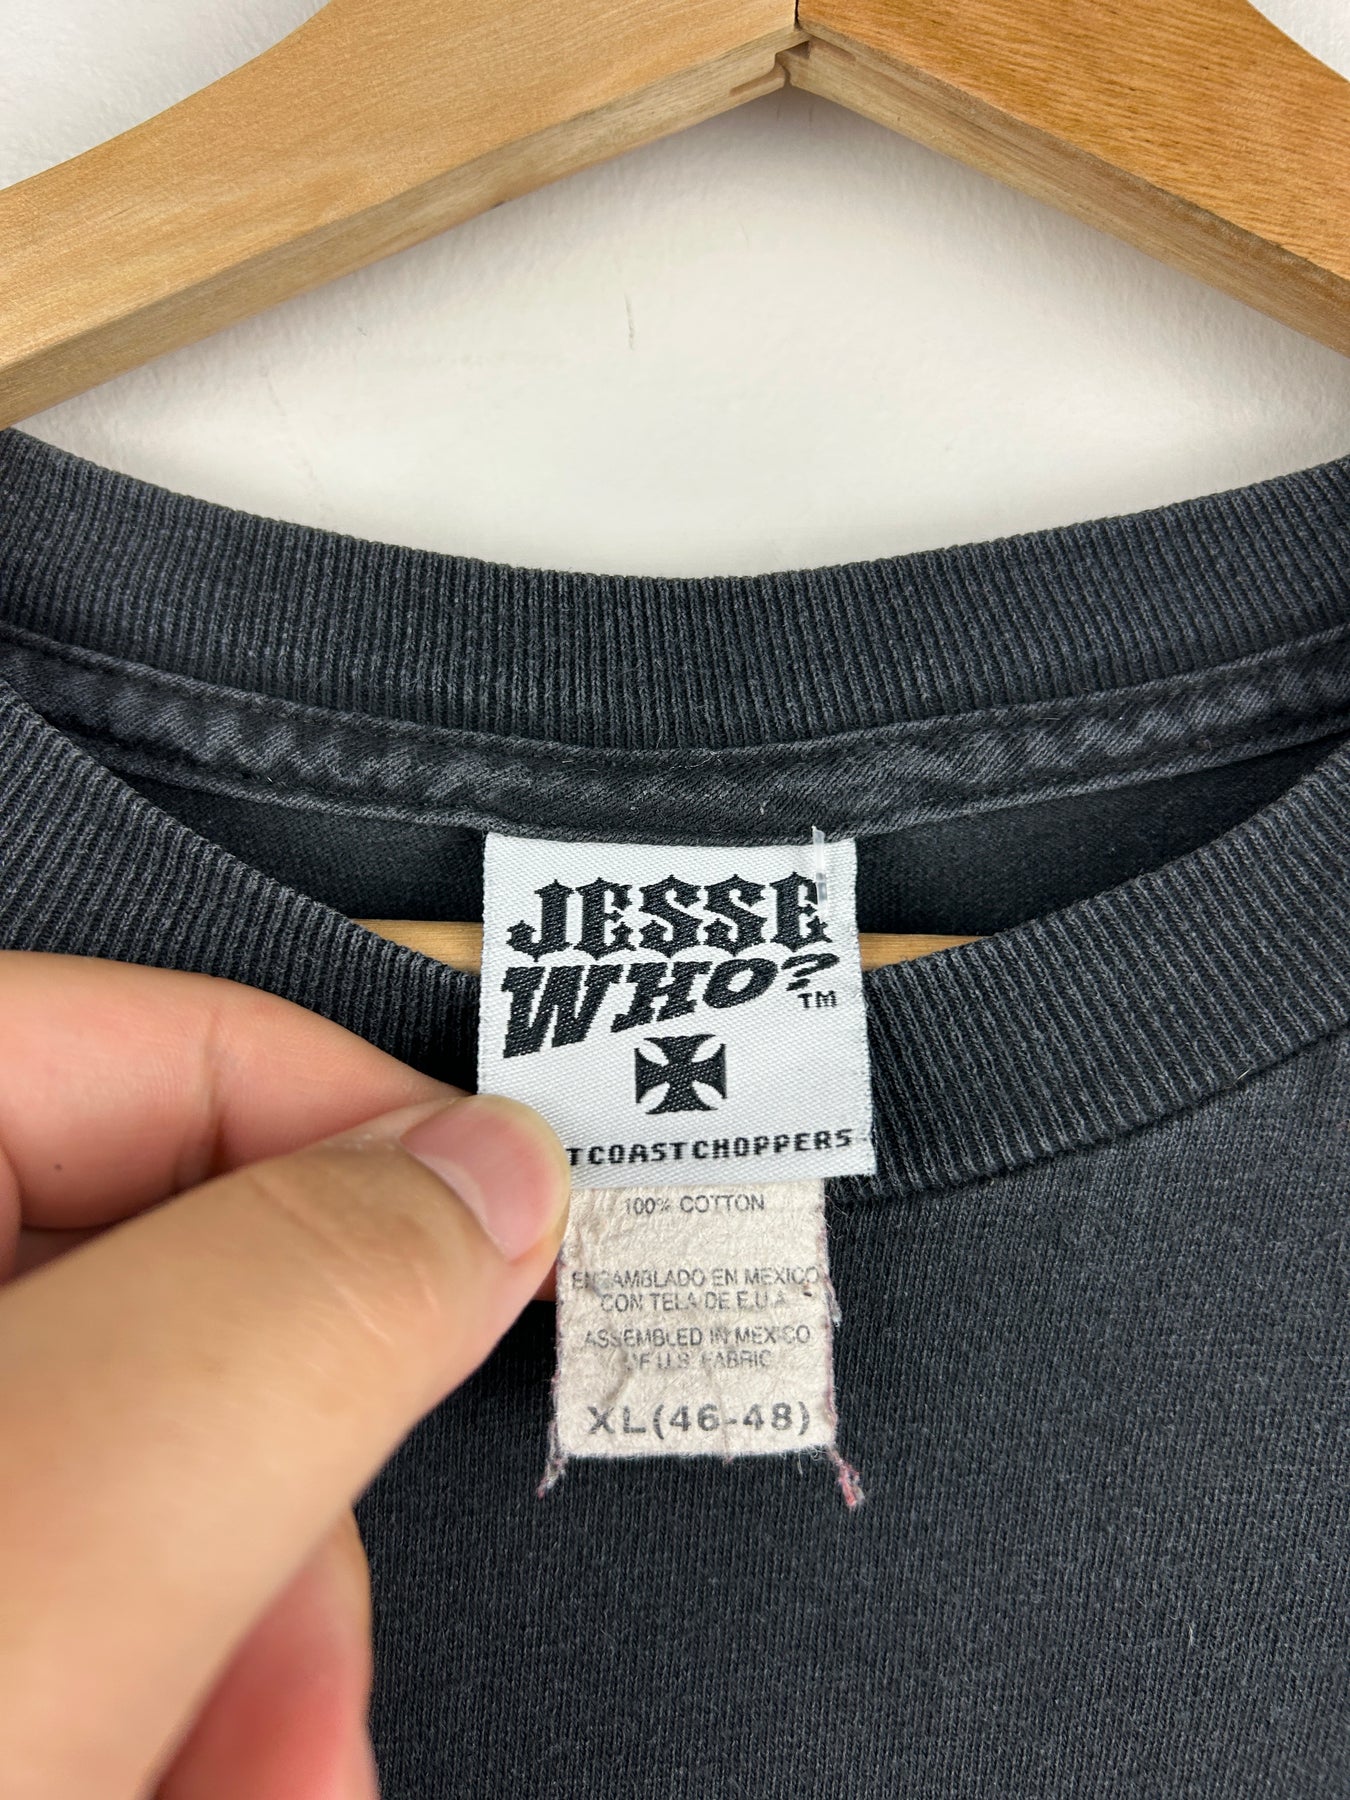 JESSE
WHO?
TM
TCOASTCHOPPERS
100% COTTON
ENSAMBLADO EN MEXICO
CON TELA DE E.U.A.
ASSEMBLED IN MEXICO
OF U.S. FABRIC
XL(46-48)